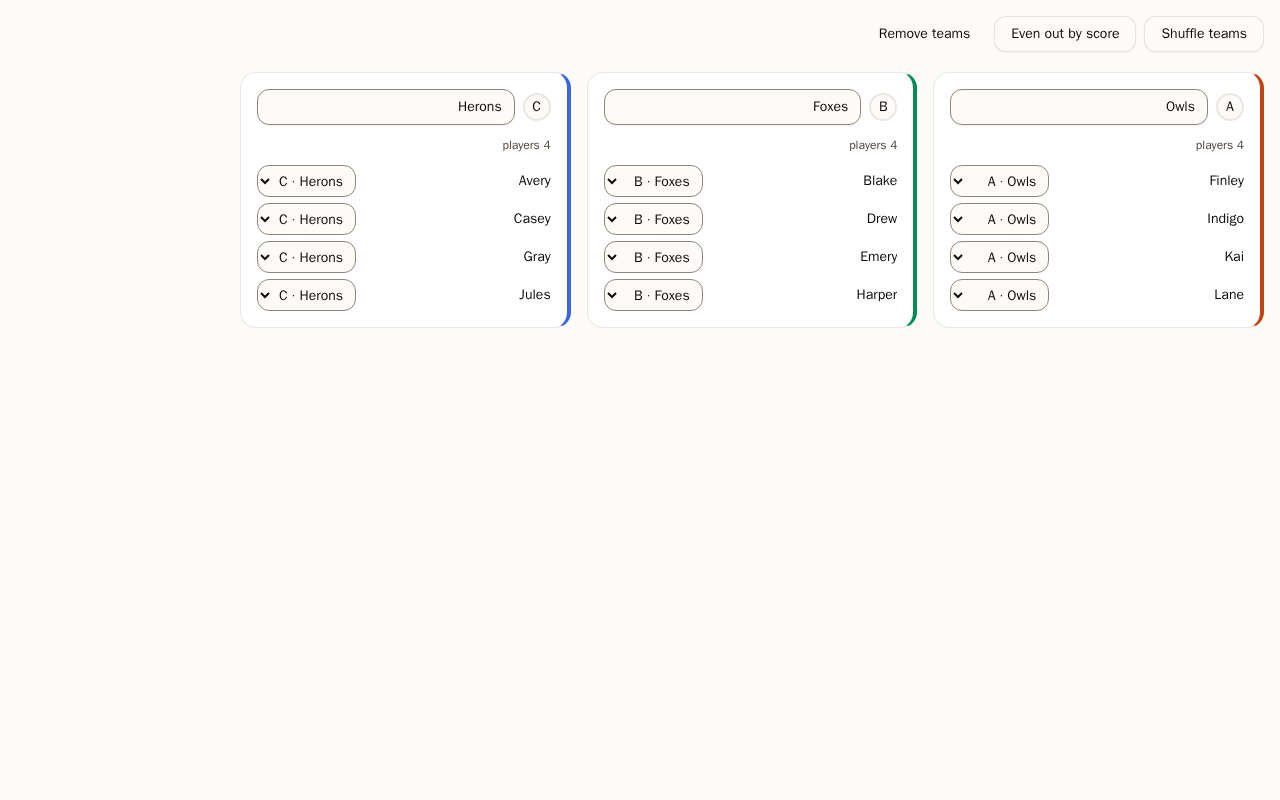 Shuffle teams
Even out by score
Remove teams
A
Owls
players 4
Finley
A · Owls
Indigo
A · Owls
Kai
A · Owls
Lane
A · Owls
B
Foxes
players 4
Blake
B · Foxes
Drew
B · Foxes
Emery
B · Foxes
Harper
B · Foxes
C
Herons
players 4
Avery
C · Herons
Casey
C · Herons
Gray
C · Herons
Jules
C · Herons